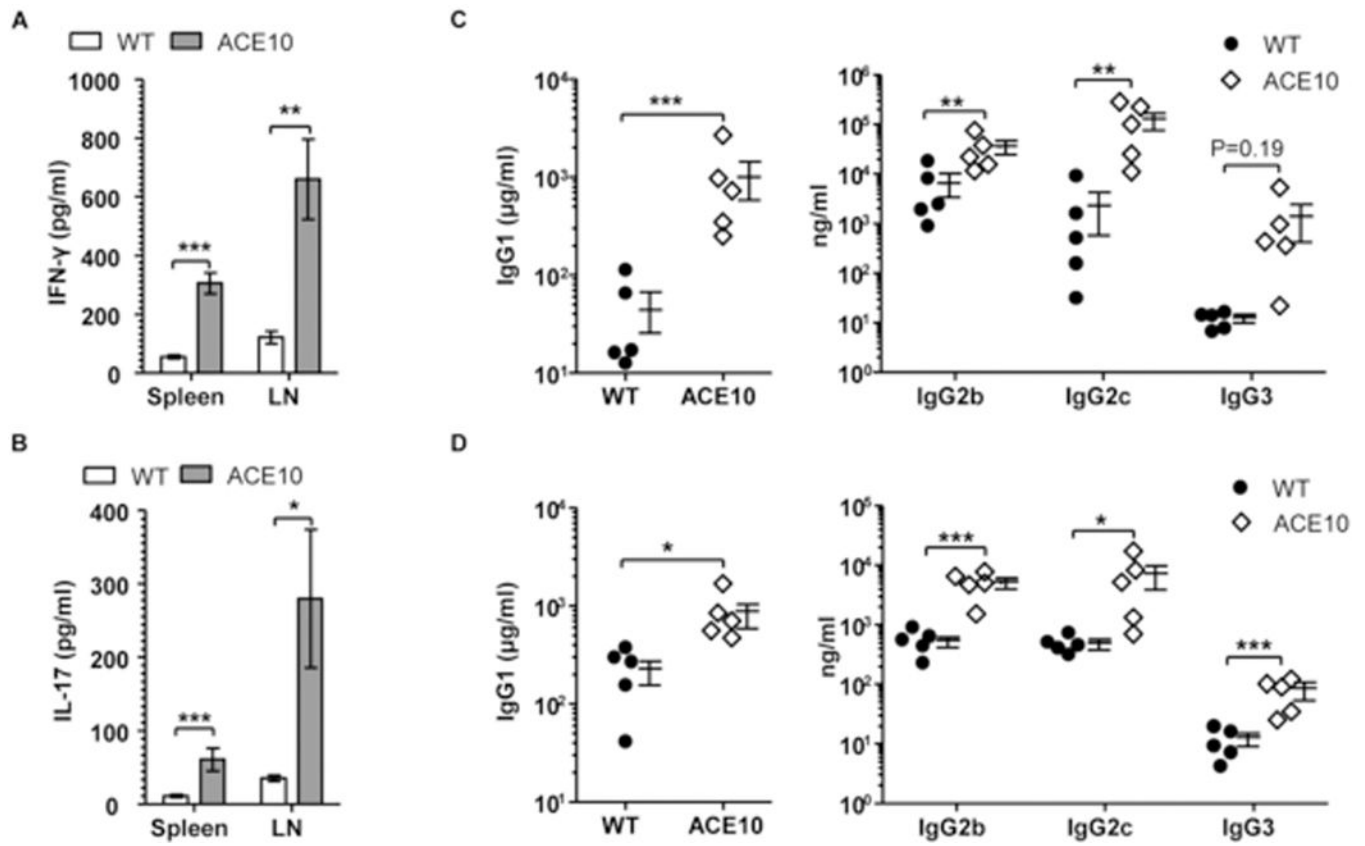 A
WT ACE10
IFN-γ (pg/ml)
1000
800
600
400
200
0
***
**
Spleen LN
B
WT ACE10
IL-17 (pg/ml)
400
300
200
100
0
***
*
Spleen LN
C
IgG1 (μg/ml)
10⁴
10³
10²
10¹
***
WT ACE10
WT
ACE10
ng/ml
10⁶
10⁵
10⁴
10³
10²
10¹
10⁰
**
**
P=0.19
IgG2b IgG2c IgG3
D
IgG1 (μg/ml)
10⁴
10³
10²
10¹
*
WT ACE10
WT
ACE10
ng/ml
10⁵
10⁴
10³
10²
10¹
10⁰
***
*
***
IgG2b IgG2c IgG3